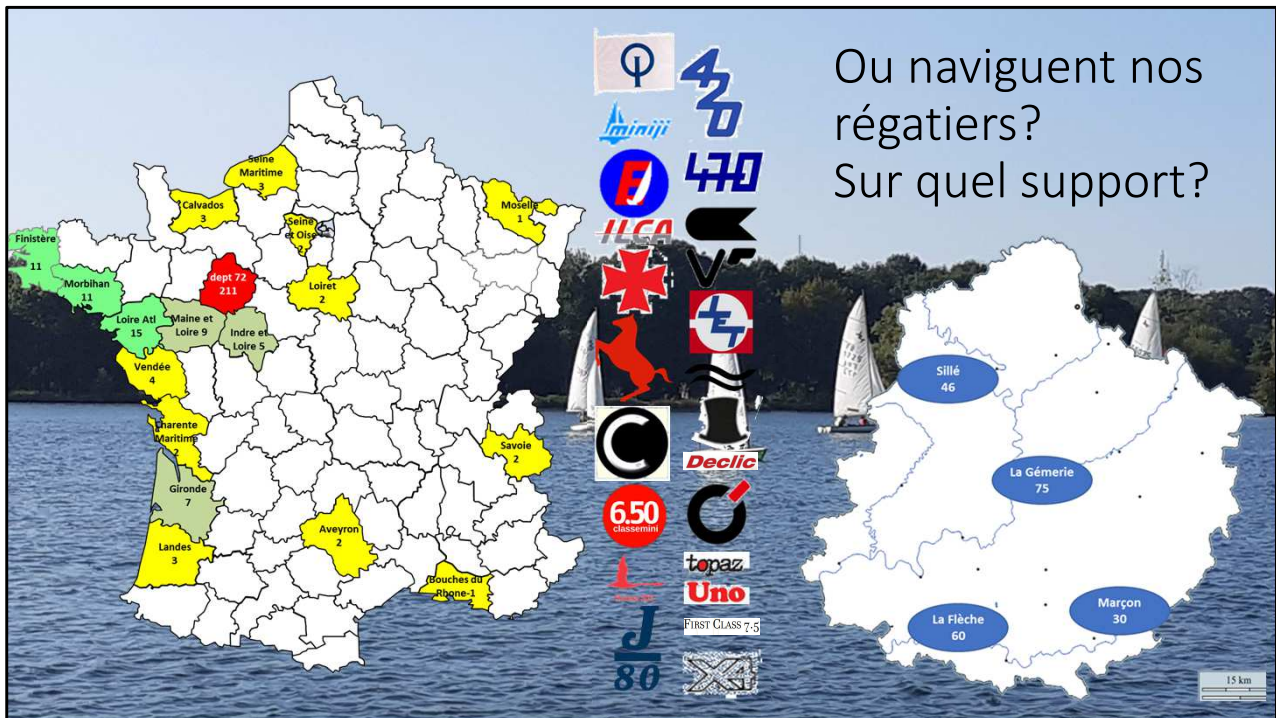 Ou naviguent nos
régatiers?
Sur quel support?
Seine
Maritime
3
Calvados
3
Seine
et Oise
2
Moselle
1
Finistère
11
Morbihan
11
dept 72
211
Loiret
2
Loire Atl
15
Maine et
Loire 9
Indre et
Loire 5
Vendée
4
Charente
Maritime
2
Savoie
2
Gironde
7
Aveyron
2
Landes
3
Bouches du
Rhone-1
420
miniji
470
ILCA
VF
Declic
6.50
classemini
topaz
Uno
FIRST CLASS 7.5
J
80
Sillé
46
La Gémerie
75
La Flèche
60
Marçon
30
15 km